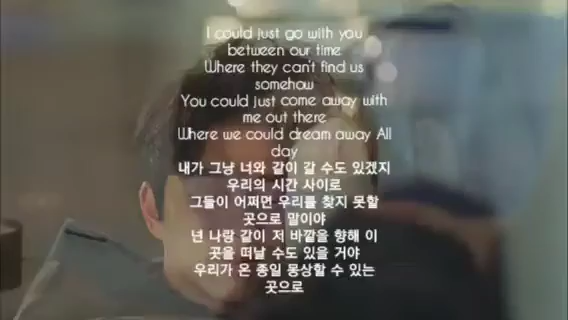 I could just go with you
between our time
Where they can't find us
somehow
You could just come away with
me out there
Where we could dream away All
day
내가 그냥 너와 같이 갈 수도 있겠지
우리의 시간 사이로
그들이 어쩌면 우리를 찾지 못할
곳으로 말이야
넌 나랑 같이 저 바깥을 향해 이
곳을 떠날 수도 있을 거야
우리가 온 종일 몽상할 수 있는
곳으로